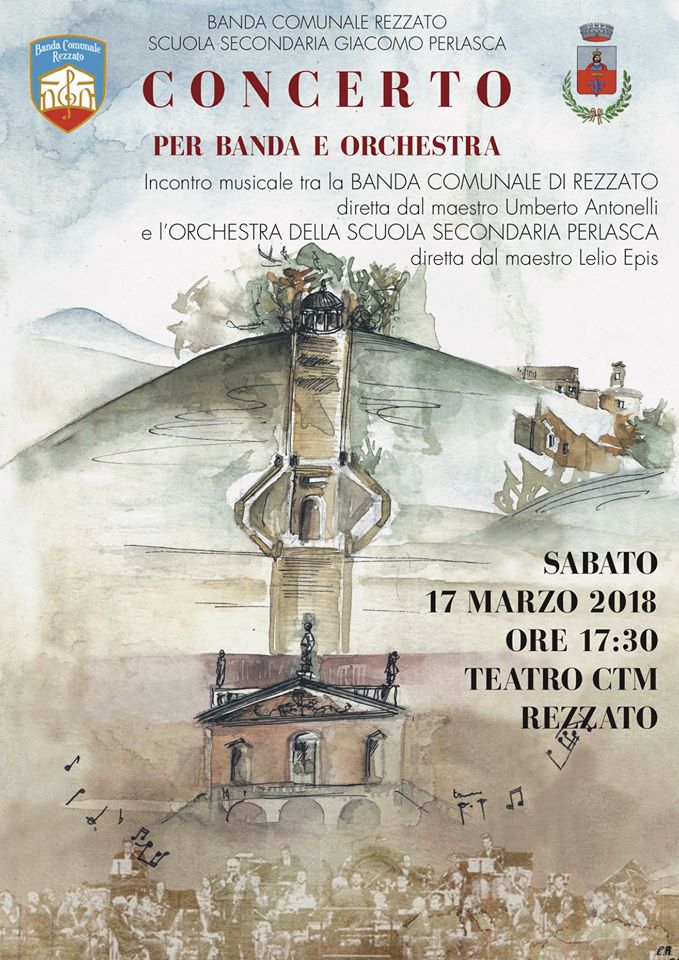 Banda Comunale
Rezzato
BANDA COMUNALE REZZATO
SCUOLA SECONDARIA GIACOMO PERLASCA
CONCERTO
PER BANDA E ORCHESTRA
Incontro musicale tra la BANDA COMUNALE DI REZZATO
diretta dal maestro Umberto Antonelli
e l'ORCHESTRA DELLA SCUOLA SECONDARIA PERLASCA
diretta dal maestro Lelio Epis
SABATO
17 MARZO 2018
ORE 17:30
TEATRO CTM
REZZATO